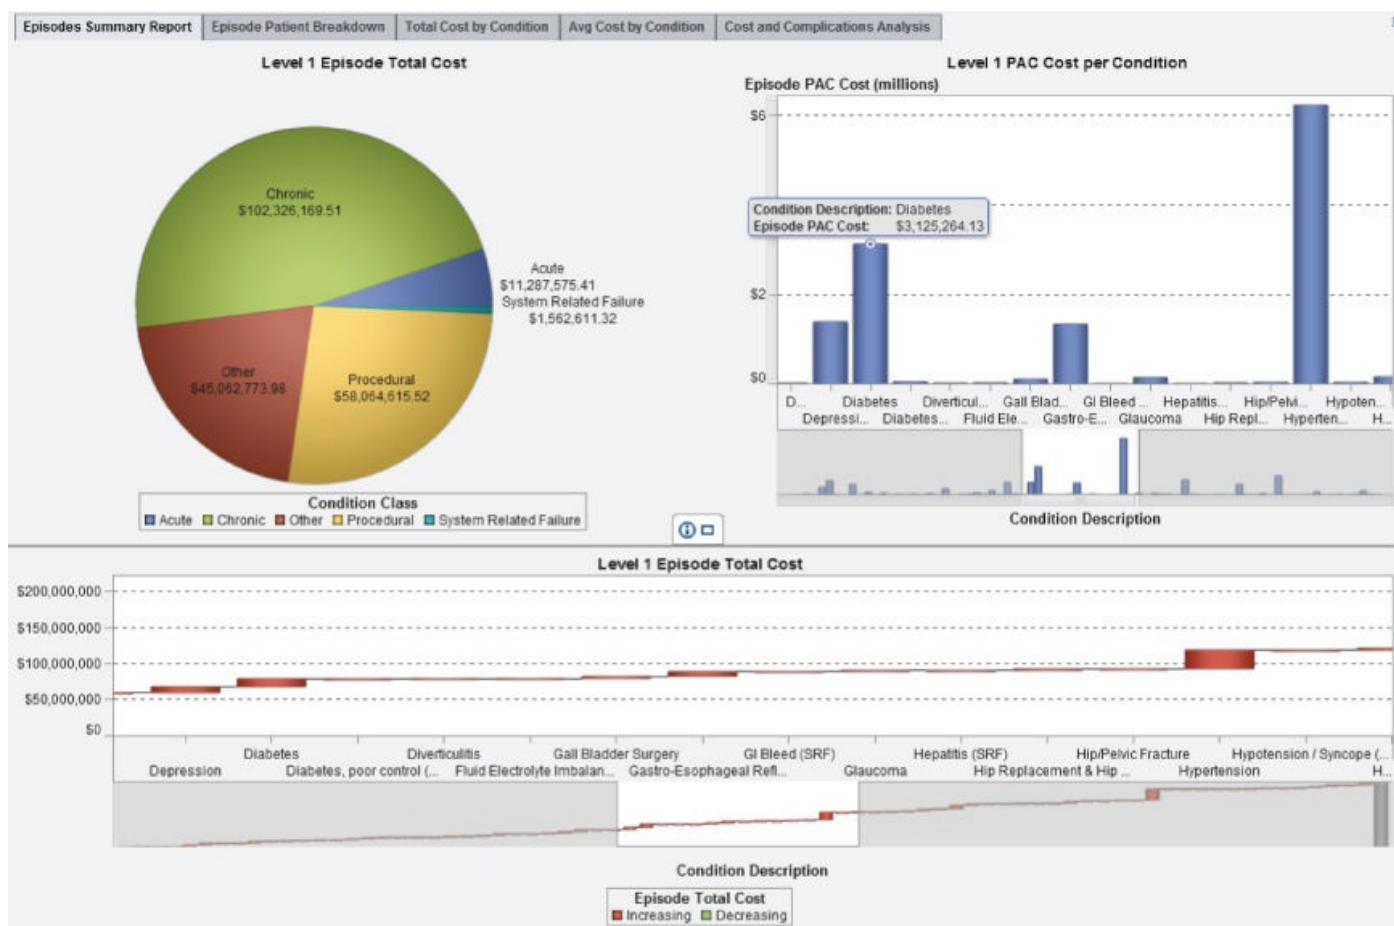 Episodes Summary Report
Episode Patient Breakdown
Total Cost by Condition
Avg Cost by Condition
Cost and Complications Analysis
Level 1 Episode Total Cost
Chronic
$102,326,169.51
Acute
$11,287,575.41
System Related Failure
$1,562,611.32
Other
$45,062,773.98
Procedural
$58,064,615.52
Condition Class
Acute Chronic Other Procedural System Related Failure
Level 1 PAC Cost per Condition
Episode PAC Cost (millions)
$6
Condition Description: Diabetes
Episode PAC Cost: $3,125,264.13
$2
$0
D... Diabetes Diverticul... Gall Blad... GI Bleed ... Hepatitis... Hip/Pelvi... Hypoten...
Depressi... Diabetes... Fluid Ele... Gastro-E... Glaucoma Hip Repl... Hyperten... H...
Condition Description
Level 1 Episode Total Cost
$200,000,000
$150,000,000
$100,000,000
$50,000,000
$0
Diabetes Diverticulitis Gall Bladder Surgery GI Bleed (SRF) Hepatitis (SRF) Hip/Pelvic Fracture Hypotension / Syncope (...
Depression Diabetes, poor control (... Fluid Electrolyte Imbalan... Gastro-Esophageal Refl... Glaucoma Hip Replacement & Hip ... Hypertension H...
Condition Description
Episode Total Cost
Increasing Decreasing